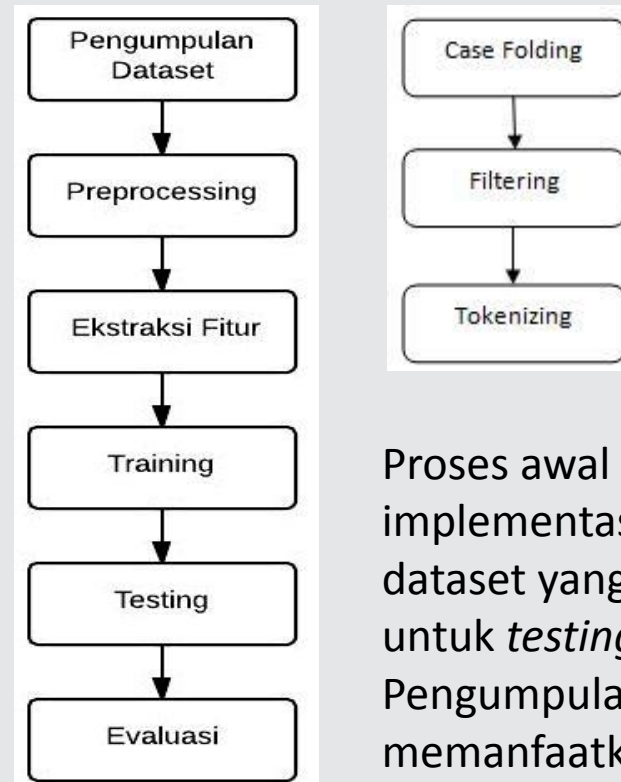 Pengumpulan
Dataset
Preprocessing
Ekstraksi Fitur
Training
Testing
Evaluasi
Case Folding
Filtering
Tokenizing
Proses awal
implementas
dataset yang
untuk testing
Pengumpula
memanfaatk